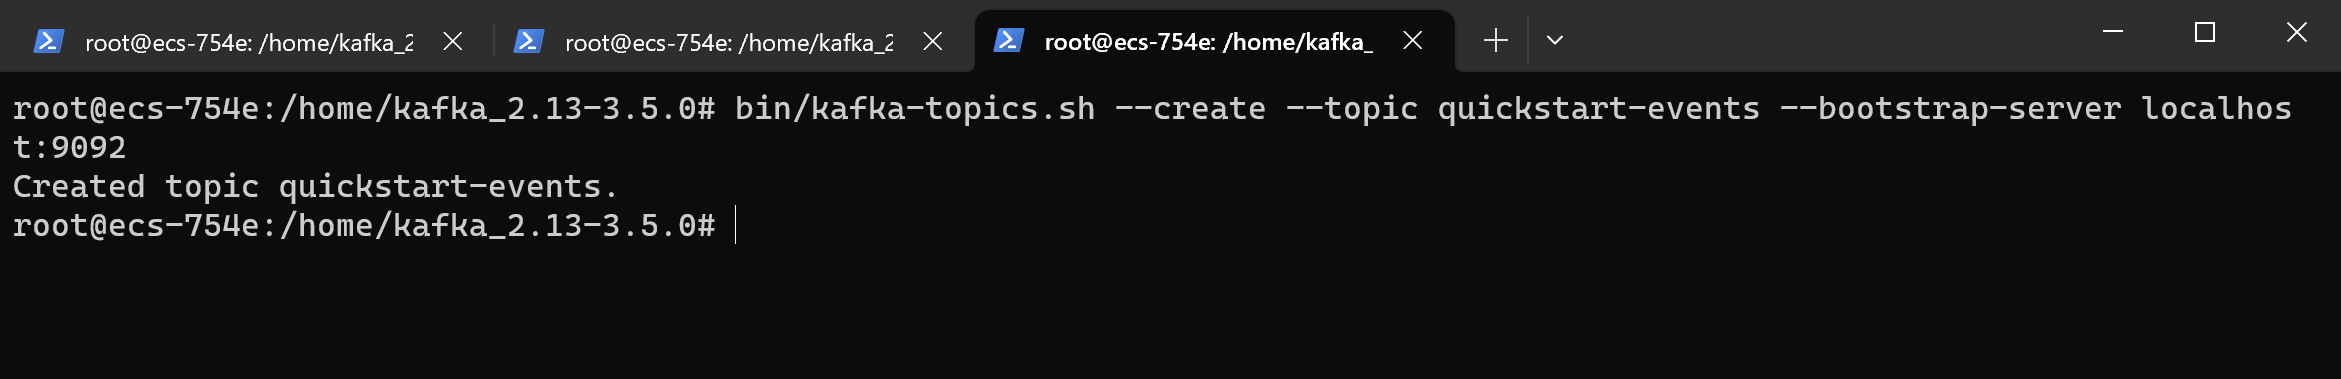 root@ecs-754e: /home/kafka_2
root@ecs-754e: /home/kafka_2
root@ecs-754e: /home/kafka_
root@ecs-754e:/home/kafka_2.13-3.5.0# bin/kafka-topics.sh --create --topic quickstart-events --bootstrap-server localhos
t:9092
Created topic quickstart-events.
root@ecs-754e:/home/kafka_2.13-3.5.0#